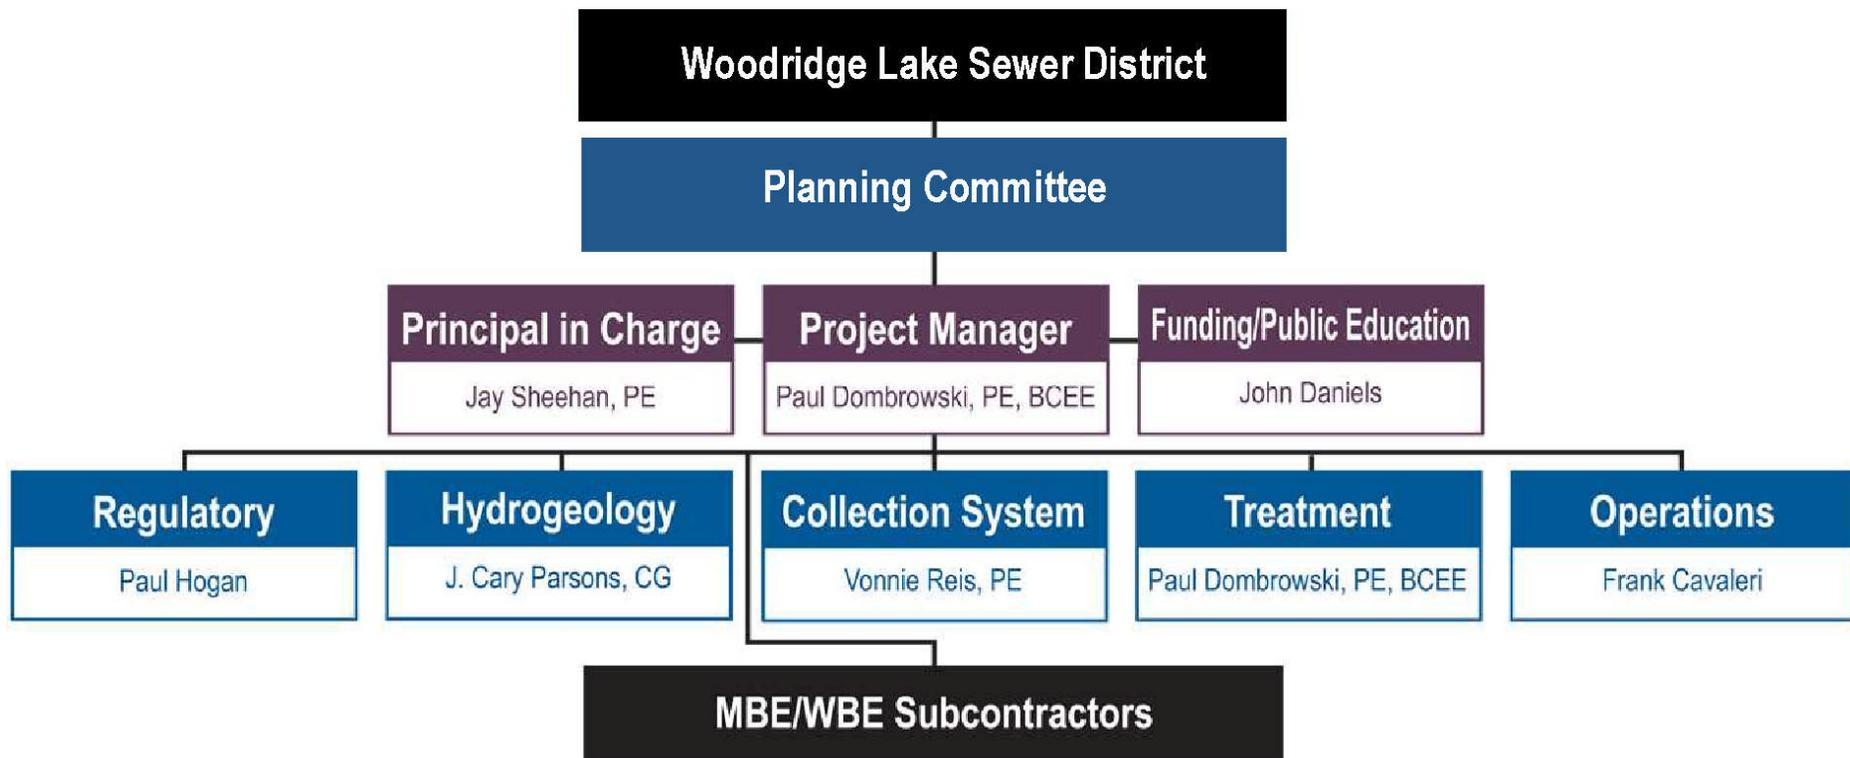 Woodridge Lake Sewer District
Planning Committee
Principal in Charge
Jay Sheehan, PE
Project Manager
Paul Dombrowski, PE, BCEE
Funding/Public Education
John Daniels
Regulatory
Paul Hogan
Hydrogeology
J. Cary Parsons, CG
Collection System
Vonnie Reis, PE
Treatment
Paul Dombrowski, PE, BCEE
Operations
Frank Cavaleri
MBE/WBE Subcontractors